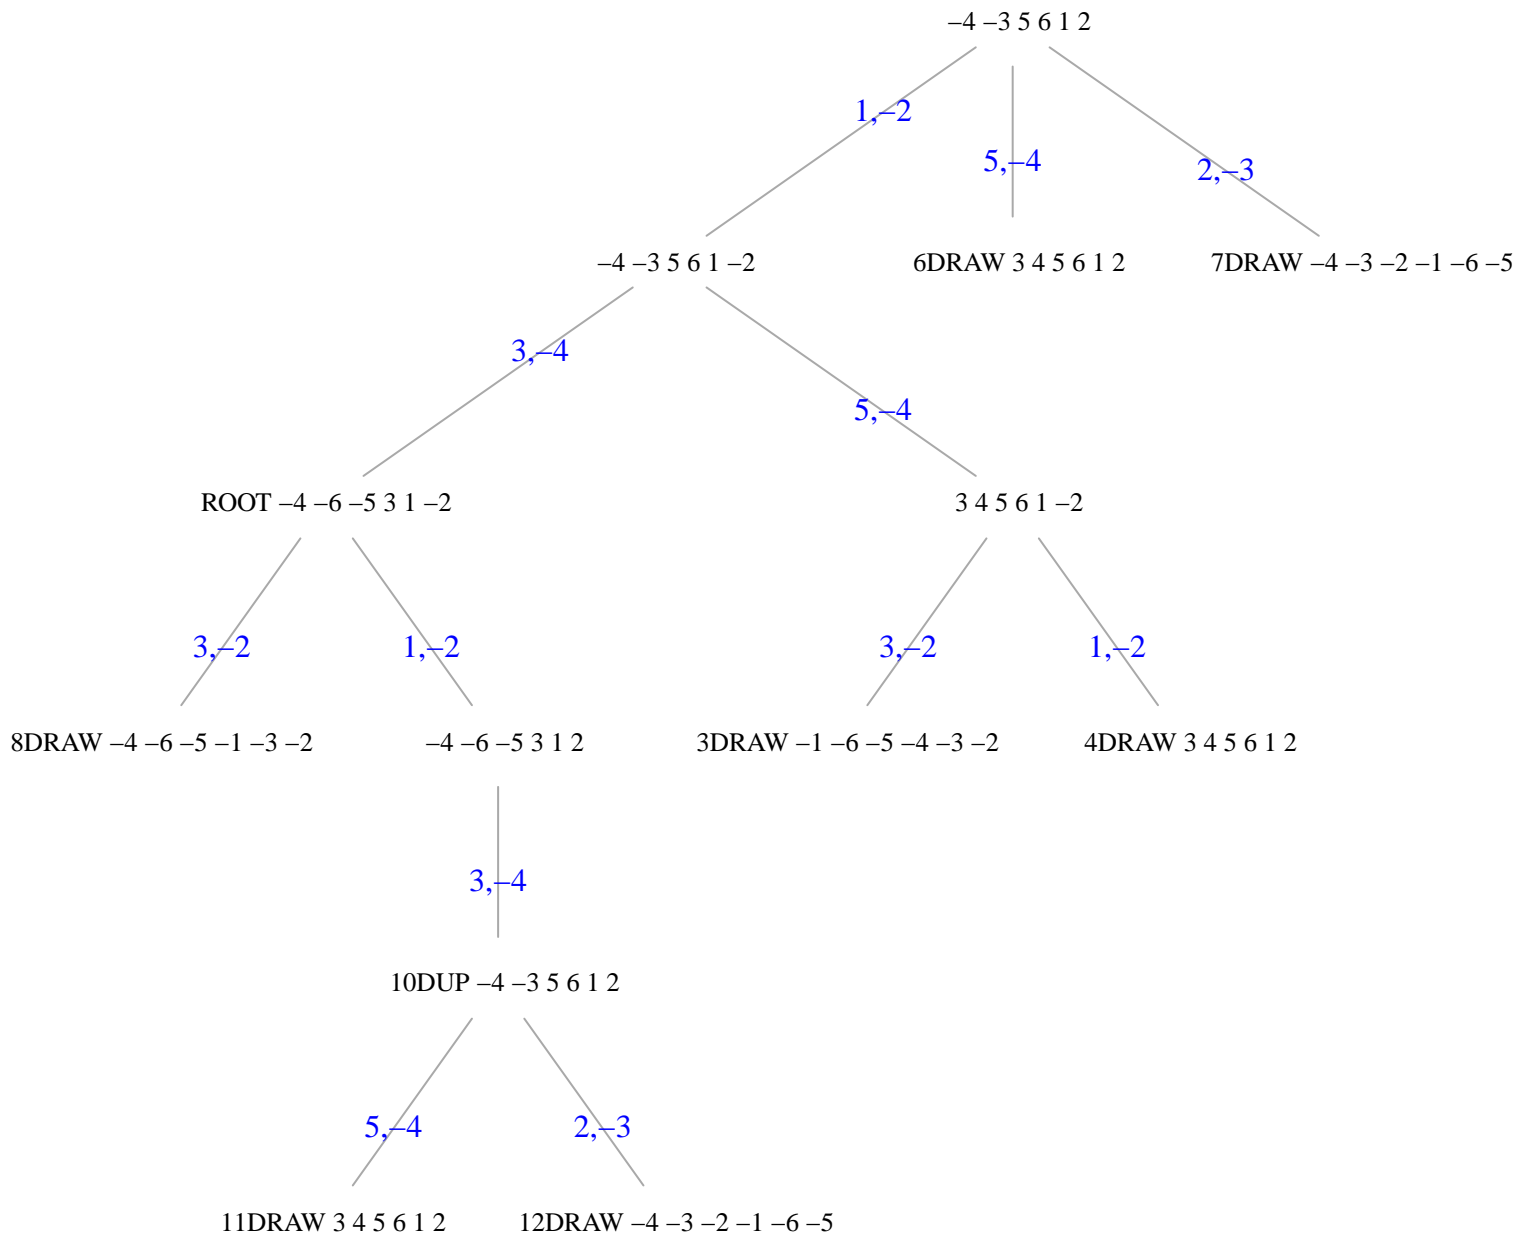 –4 –3 5 6 1 2
1,–2
5,–4
2,–3
–4 –3 5 6 1 –2
6DRAW 3 4 5 6 1 2
7DRAW –4 –3 –2 –1 –6 –5
3,–4
5,–4
ROOT –4 –6 –5 3 1 –2
3 4 5 6 1 –2
3,–2
1,–2
3,–2
1,–2
8DRAW –4 –6 –5 –1 –3 –2
–4 –6 –5 3 1 2
3DRAW –1 –6 –5 –4 –3 –2
4DRAW 3 4 5 6 1 2
3,–4
10DUP –4 –3 5 6 1 2
5,–4
2,–3
11DRAW 3 4 5 6 1 2
12DRAW –4 –3 –2 –1 –6 –5